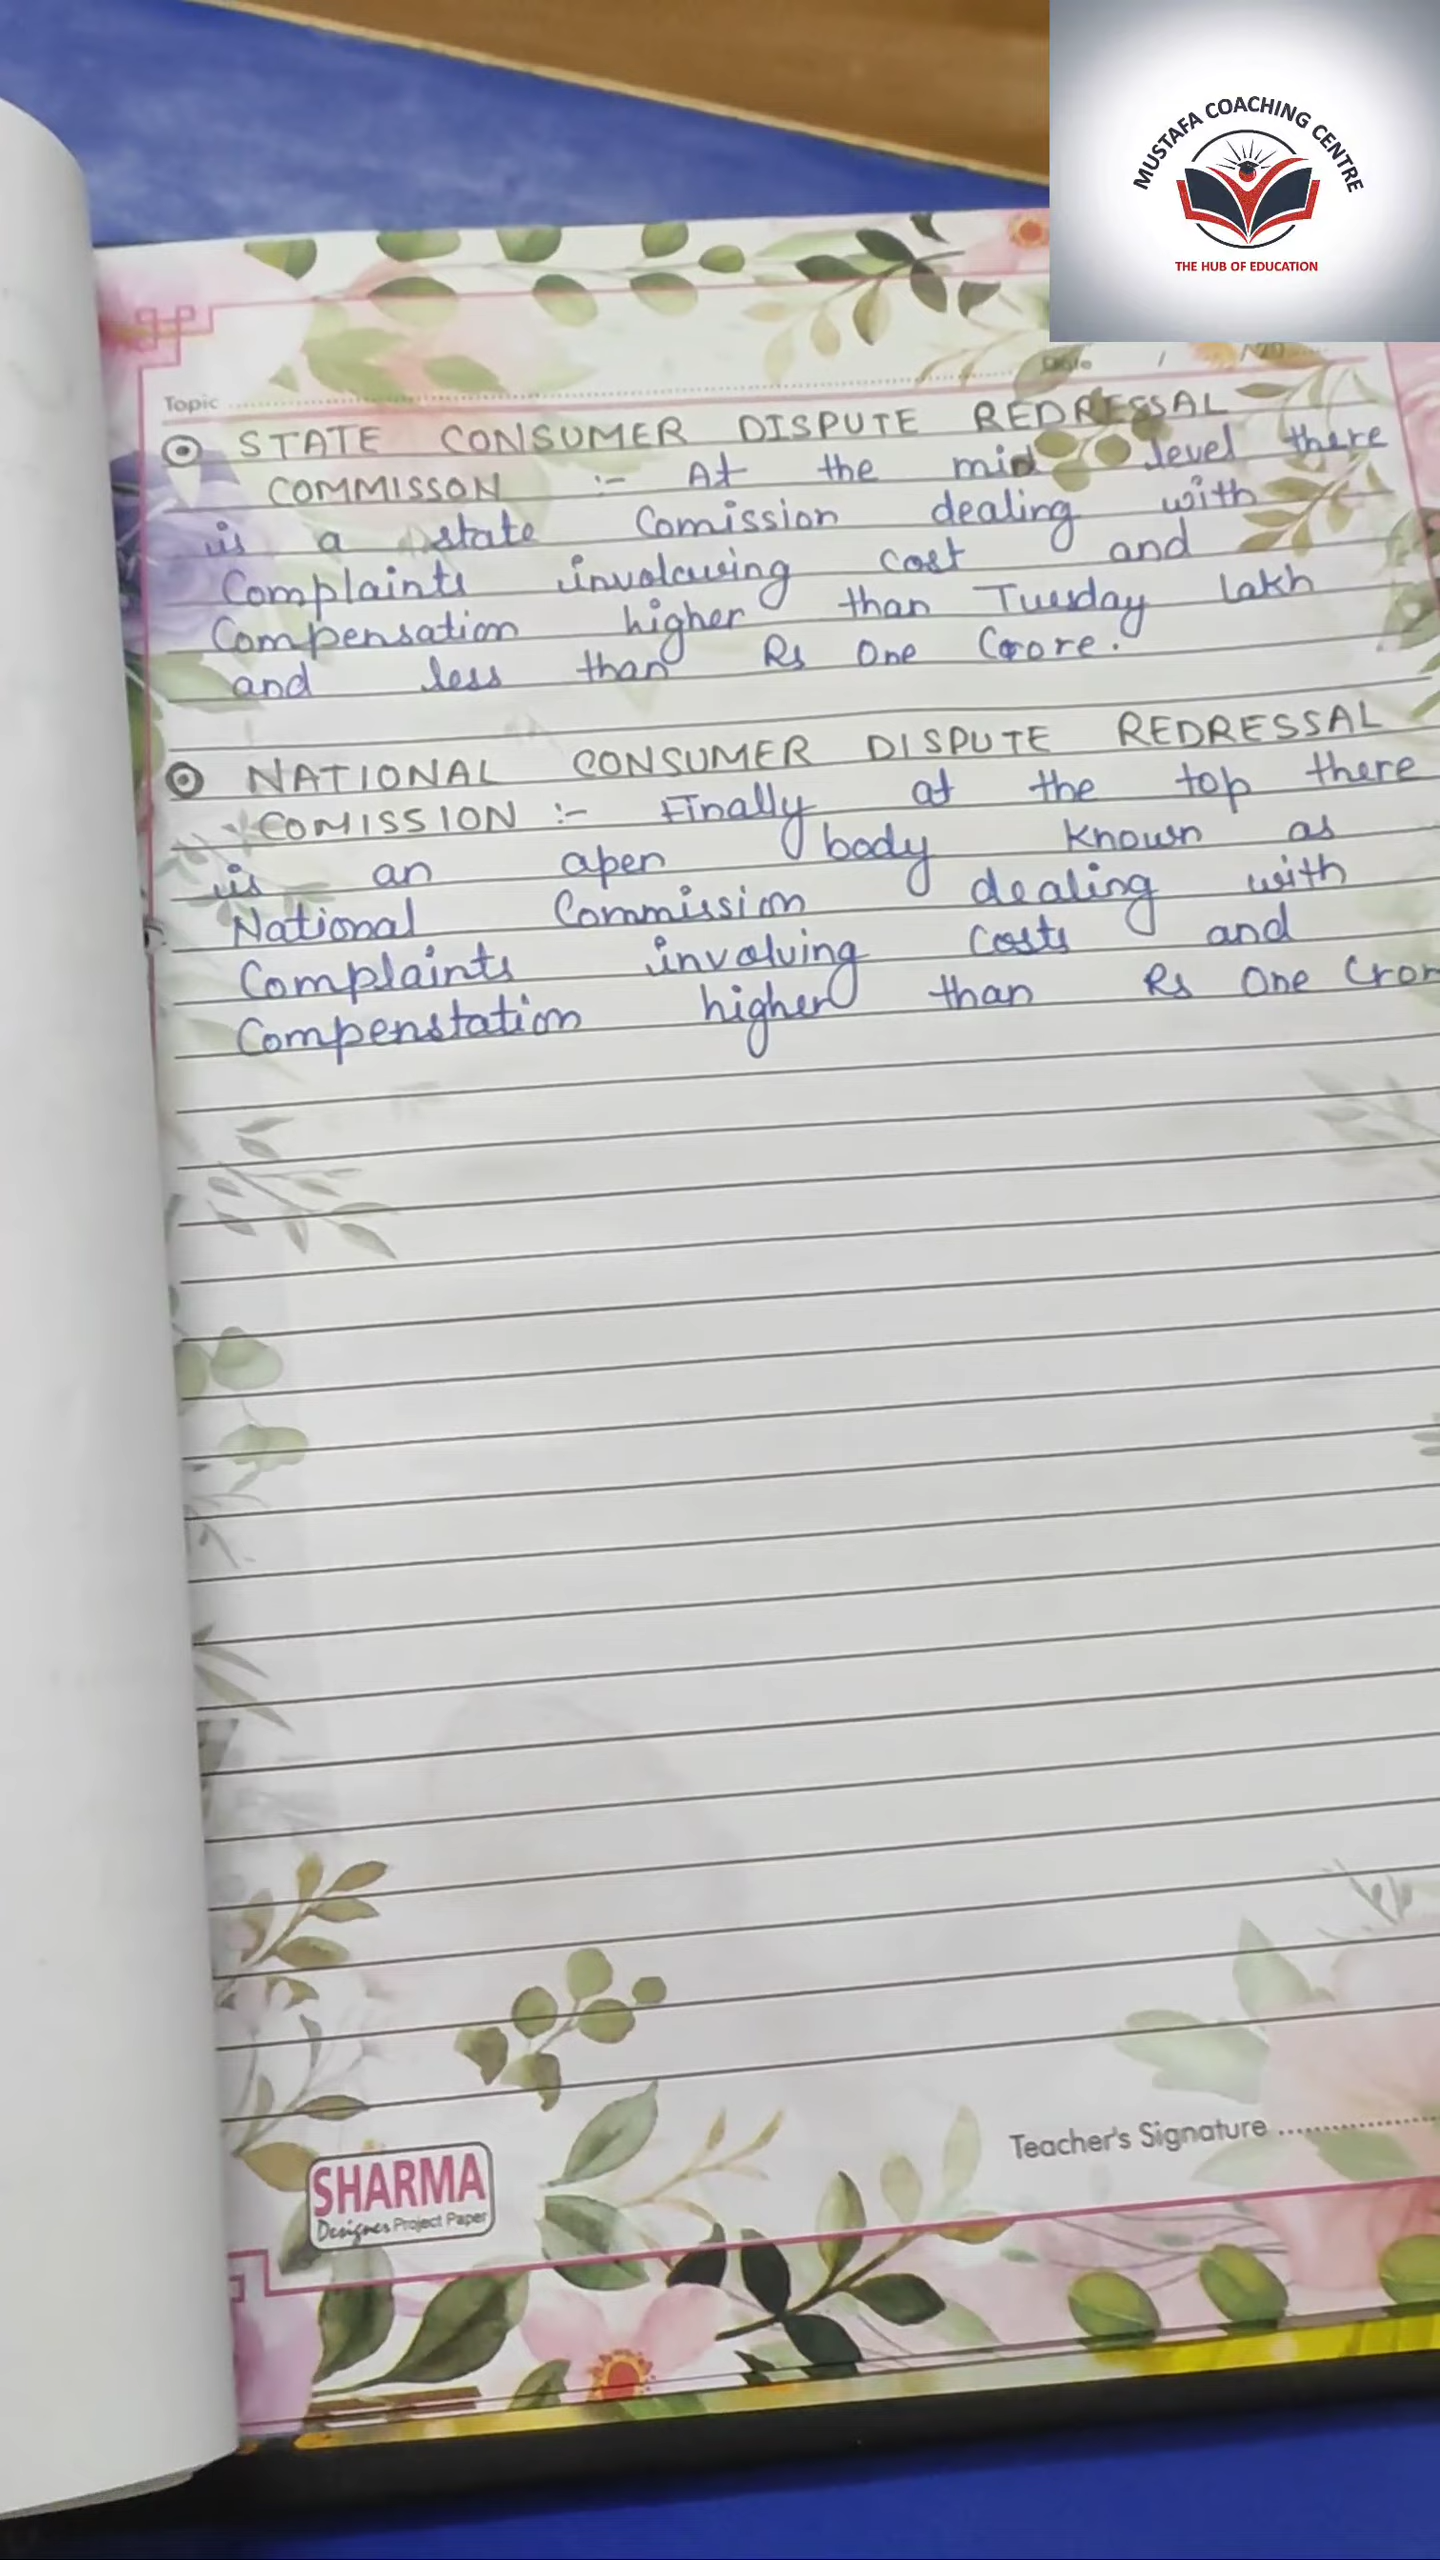 MUSTAFA COACHING CENTRE
THE HUB OF EDUCATION
Date / /20
Topic
STATE CONSUMER DISPUTE REDRESSAL
COMMISSON :- At the mid level there
is a state Comission dealing with
Complaints involawing cost and
Compensation higher than Tuesday Lakh
and less than Rs One Crore.
NATIONAL CONSUMER DISPUTE REDRESSAL
COMISSION :- Finally at the top there
is an apen body known as
National Commission dealing with
Complaints involving Costs and
Compenstation higher than Rs One Cror
Teacher's Signature
SHARMA
Designer Project Paper